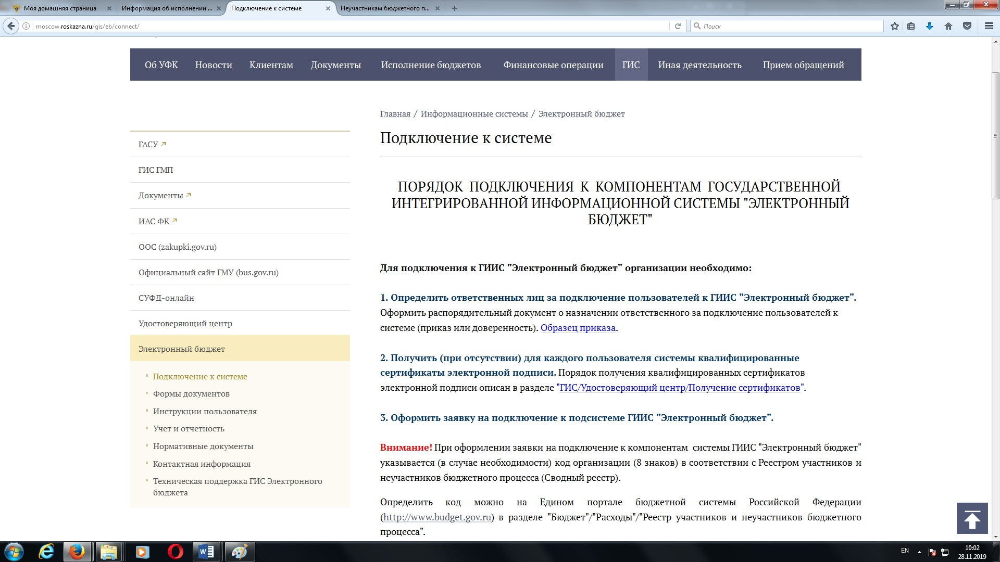 Моя домашняя страница
Информация об исполнении ...
Подключение к системе
Неучастникам бюджетного п...
moscow.roskazna.ru/gis/eb/connect/
Поиск
Об УФК Новости Клиентам Документы Исполнение бюджетов Финансовые операции ГИС Иная деятельность Прием обращений
ГАСУ
ГИС ГМП
Документы
ИАС ФК
ООС (zakupki.gov.ru)
Официальный сайт ГМУ (bus.gov.ru)
СУФД-онлайн
Удостоверяющий центр
Электронный бюджет
Подключение к системе
Формы документов
Инструкции пользователя
Учет и отчетность
Нормативные документы
Контактная информация
Техническая поддержка ГИС Электронного
бюджета
Главная / Информационные системы / Электронный бюджет
Подключение к системе
ПОРЯДОК ПОДКЛЮЧЕНИЯ К КОМПОНЕНТАМ ГОСУДАРСТВЕННОЙ
ИНТЕГРИРОВАННОЙ ИНФОРМАЦИОННОЙ СИСТЕМЫ "ЭЛЕКТРОННЫЙ
БЮДЖЕТ"
Для подключения к ГИИС "Электронный бюджет" организации необходимо:
1. Определить ответственных лиц за подключение пользователей к ГИИС "Электронный бюджет".
Оформить распорядительный документ о назначении ответственного за подключение пользователей к
системе (приказ или доверенность). Образец приказа.
2. Получить (при отсутствии) для каждого пользователя системы квалифицированные
сертификаты электронной подписи. Порядок получения квалифицированных сертификатов
электронной подписи описан в разделе "ГИС/Удостоверяющий центр/Получение сертификатов".
3. Оформить заявку на подключение к подсистеме ГИИС "Электронный бюджет".
Внимание! При оформлении заявки на подключение к компонентам системы ГИИС "Электронный бюджет"
указывается (в случае необходимости) код организации (8 знаков) в соответствии с Реестром участников и
неучастников бюджетного процесса (Сводный реестр).
Определить код можно на Едином портале бюджетной системы Российской Федерации
(http://www.budget.gov.ru) в разделе "Бюджет"/"Расходы"/"Реестр участников и неучастников бюджетного
процесса".
EN
10:02
28.11.2019